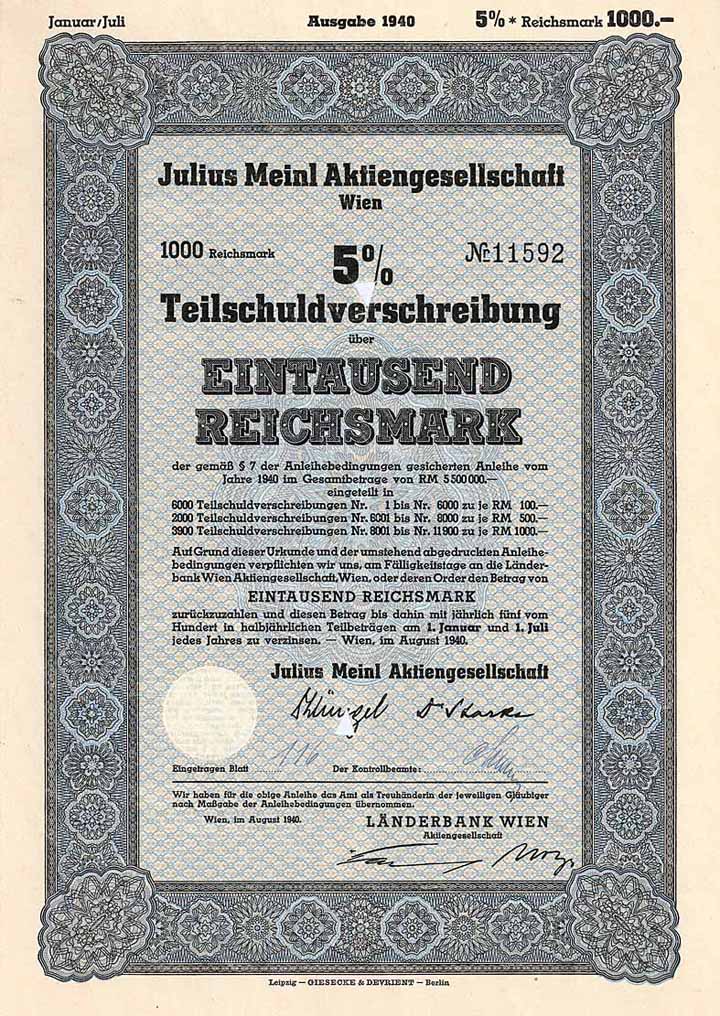 Januar/Juli Ausgabe 1940 5% * Reichsmark 1000.—
Julius Meinl Aktiengesellschaft
Wien
1000 Reichsmark 5% № 11592
Teilschuldverschreibung
über
EINTAUSEND
REICHSMARK
der gemäß § 7 der Anleihebedingungen gesicherten Anleihe vom
Jahre 1940 im Gesamtbetrage von RM 5 500 000.—
eingeteilt in
6000 Teilschuldverschreibungen Nr. 1 bis Nr. 6000 zu je RM 100.—
2000 Teilschuldverschreibungen Nr. 6001 bis Nr. 8000 zu je RM 500.—
3900 Teilschuldverschreibungen Nr. 8001 bis Nr. 11 900 zu je RM 1000.—
Auf Grund dieser Urkunde und der umstehend abgedruckten Anleihe-
bedingungen verpflichten wir uns, am Fälligkeitstage an die Länder-
bank Wien Aktiengesellschaft, Wien, oder deren Order den Betrag von
EINTAUSEND REICHSMARK
zurückzuzahlen und diesen Betrag bis dahin mit jährlich fünf vom
Hundert in halbjährlichen Teilbeträgen am 1. Januar und 1. Juli
jedes Jahres zu verzinsen. — Wien, im August 1940.
Julius Meinl Aktiengesellschaft
Eingetragen Blatt 116 Der Kontrollbeamte:
Wir haben für die obige Anleihe das Amt als Treuhänderin der jeweiligen Gläubiger
nach Maßgabe der Anleihebedingungen übernommen.
Wien, im August 1940. LÄNDERBANK WIEN
Aktiengesellschaft
Leipzig — GIESECKE & DEVRIENT — Berlin